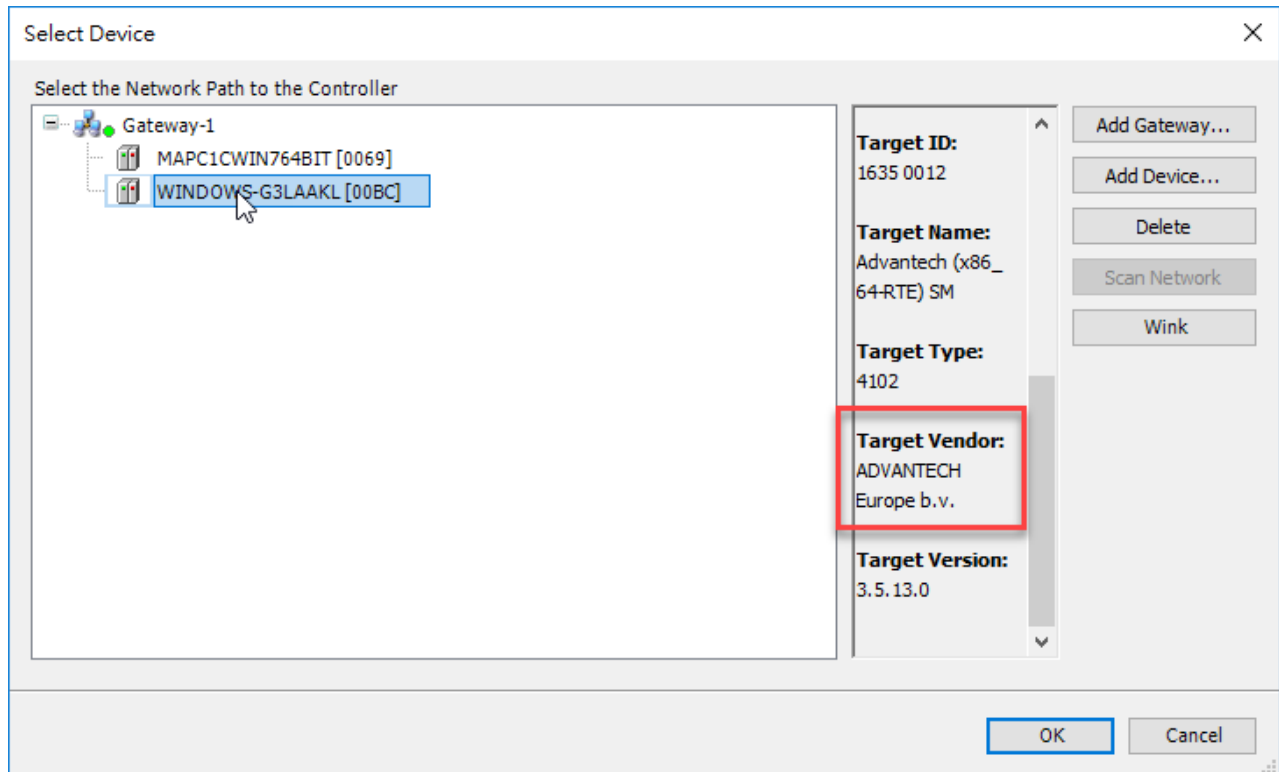 Select Device
Select the Network Path to the Controller
Gateway-1
MAPC1CWIN764BIT [0069]
WINDOWS-G3LAAKL [00BC]
Target ID:
1635 0012
Target Name:
Advantech (x86_
64-RTE) SM
Target Type:
4102
Target Vendor:
ADVANTECH
Europe b.v.
Target Version:
3.5.13.0
Add Gateway...
Add Device...
Delete
Scan Network
Wink
OK
Cancel